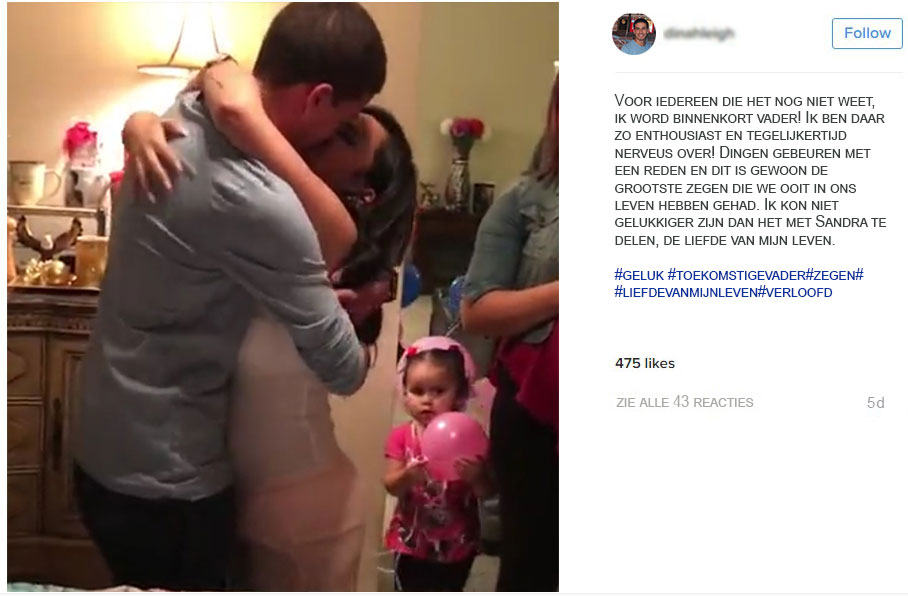 Follow
VOOR IEDEREEN DIE HET NOG NIET WEET,
IK WORD BINNENKORT VADER! IK BEN DAAR
ZO ENTHOUSIAST EN TEGELIJKERTIJD
NERVEUS OVER! DINGEN GEBEUREN MET
EEN REDEN EN DIT IS GEWOON DE
GROOTSTE ZEGEN DIE WE OOIT IN ONS
LEVEN HEBBEN GEHAD. IK KON NIET
GELUKKIGER ZIJN DAN HET MET SANDRA TE
DELEN, DE LIEFDE VAN MIJN LEVEN.
#GELUK #TOEKOMSTIGEVADER#ZEGEN#
#LIEFDEVANMIJNLEVEN#VERLOOFD
475 likes
ZIE ALLE 43 REACTIES 5d